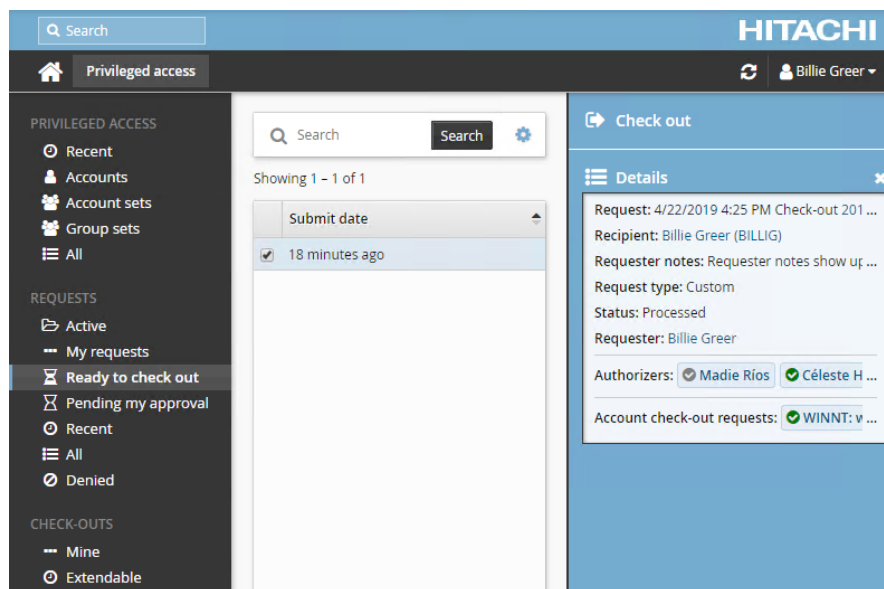 Search
HITACHI
Privileged access
Billie Greer
PRIVILEGED ACCESS
Recent
Accounts
Account sets
Group sets
All
REQUESTS
Active
My requests
Ready to check out
Pending my approval
Recent
All
Denied
CHECK-OUTS
Mine
Extendable
Search Search
Showing 1 – 1 of 1
Submit date
18 minutes ago
Check out
Details
Request: 4/22/2019 4:25 PM Check-out 201...
Recipient: Billie Greer (BILLIG)
Requester notes: Requester notes show up...
Request type: Custom
Status: Processed
Requester: Billie Greer
Authorizers: Madie Ríos Céleste H...
Account check-out requests: WINNT: w...